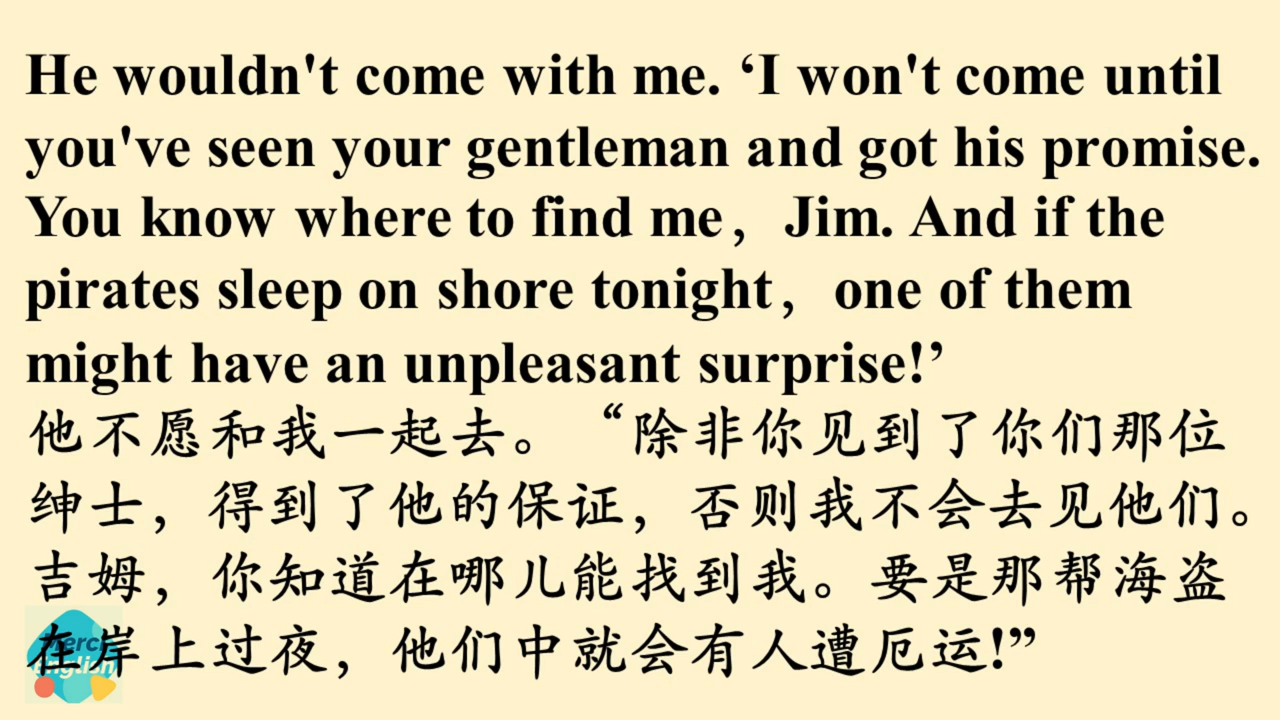 He wouldn't come with me. ‘I won't come until
you've seen your gentleman and got his promise.
You know where to find me，Jim. And if the
pirates sleep on shore tonight，one of them
might have an unpleasant surprise!’
他不愿和我一起去。“除非你见到了你们那位
绅士，得到了他的保证，否则我不会去见他们。
吉姆，你知道在哪儿能找到我。要是那帮海盗
在岸上过夜，他们中就会有人遭厄运!”
English